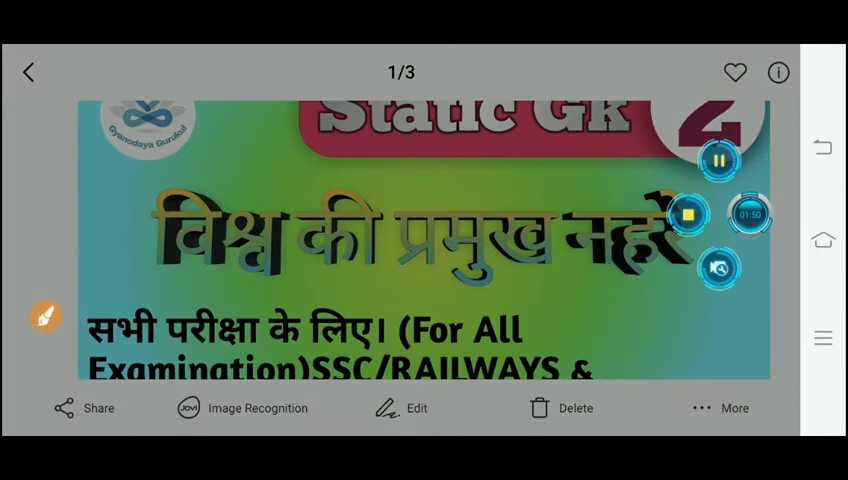 1/3
Gyanodaya Gurukul
Static Gk 2
विश्व की प्रमुख नहरे
01:50
सभी परीक्षा के लिए। (For All
Examination)SSC/RAILWAYS &
Share
JOVI
Image Recognition
Edit
Delete
More